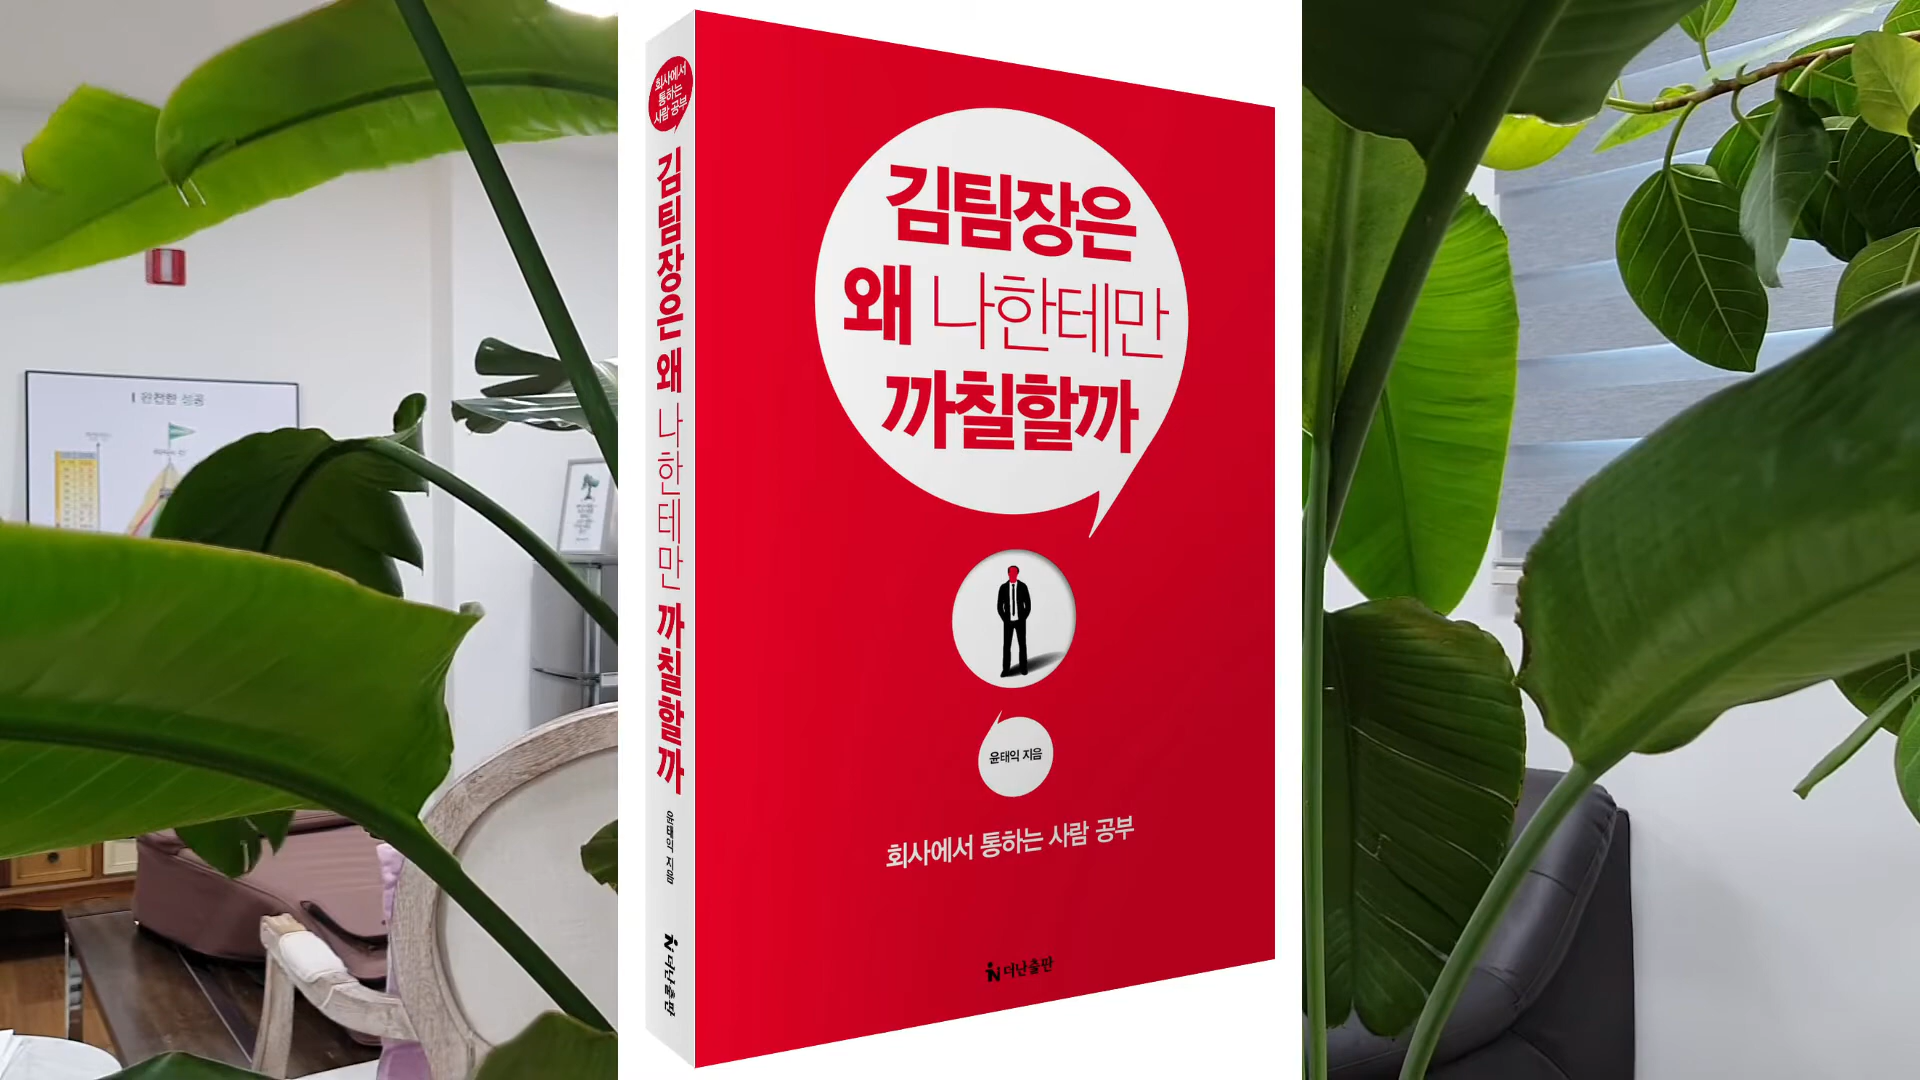 I 완전한 성공
회사에서
통하는
사람 공부
김팀장은 왜 나한테만 까칠할까
윤태익 지음
더난출판
김팀장은
왜 나한테만
까칠할까
윤태익 지음
회사에서 통하는 사람 공부
더난출판